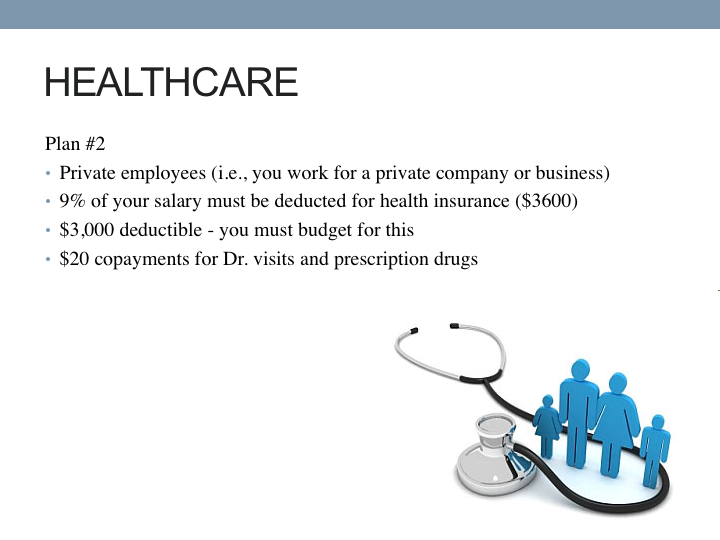 HEALTHCARE
Plan #2
• Private employees (i.e., you work for a private company or business)
• 9% of your salary must be deducted for health insurance ($3600)
• $3,000 deductible - you must budget for this
• $20 copayments for Dr. visits and prescription drugs